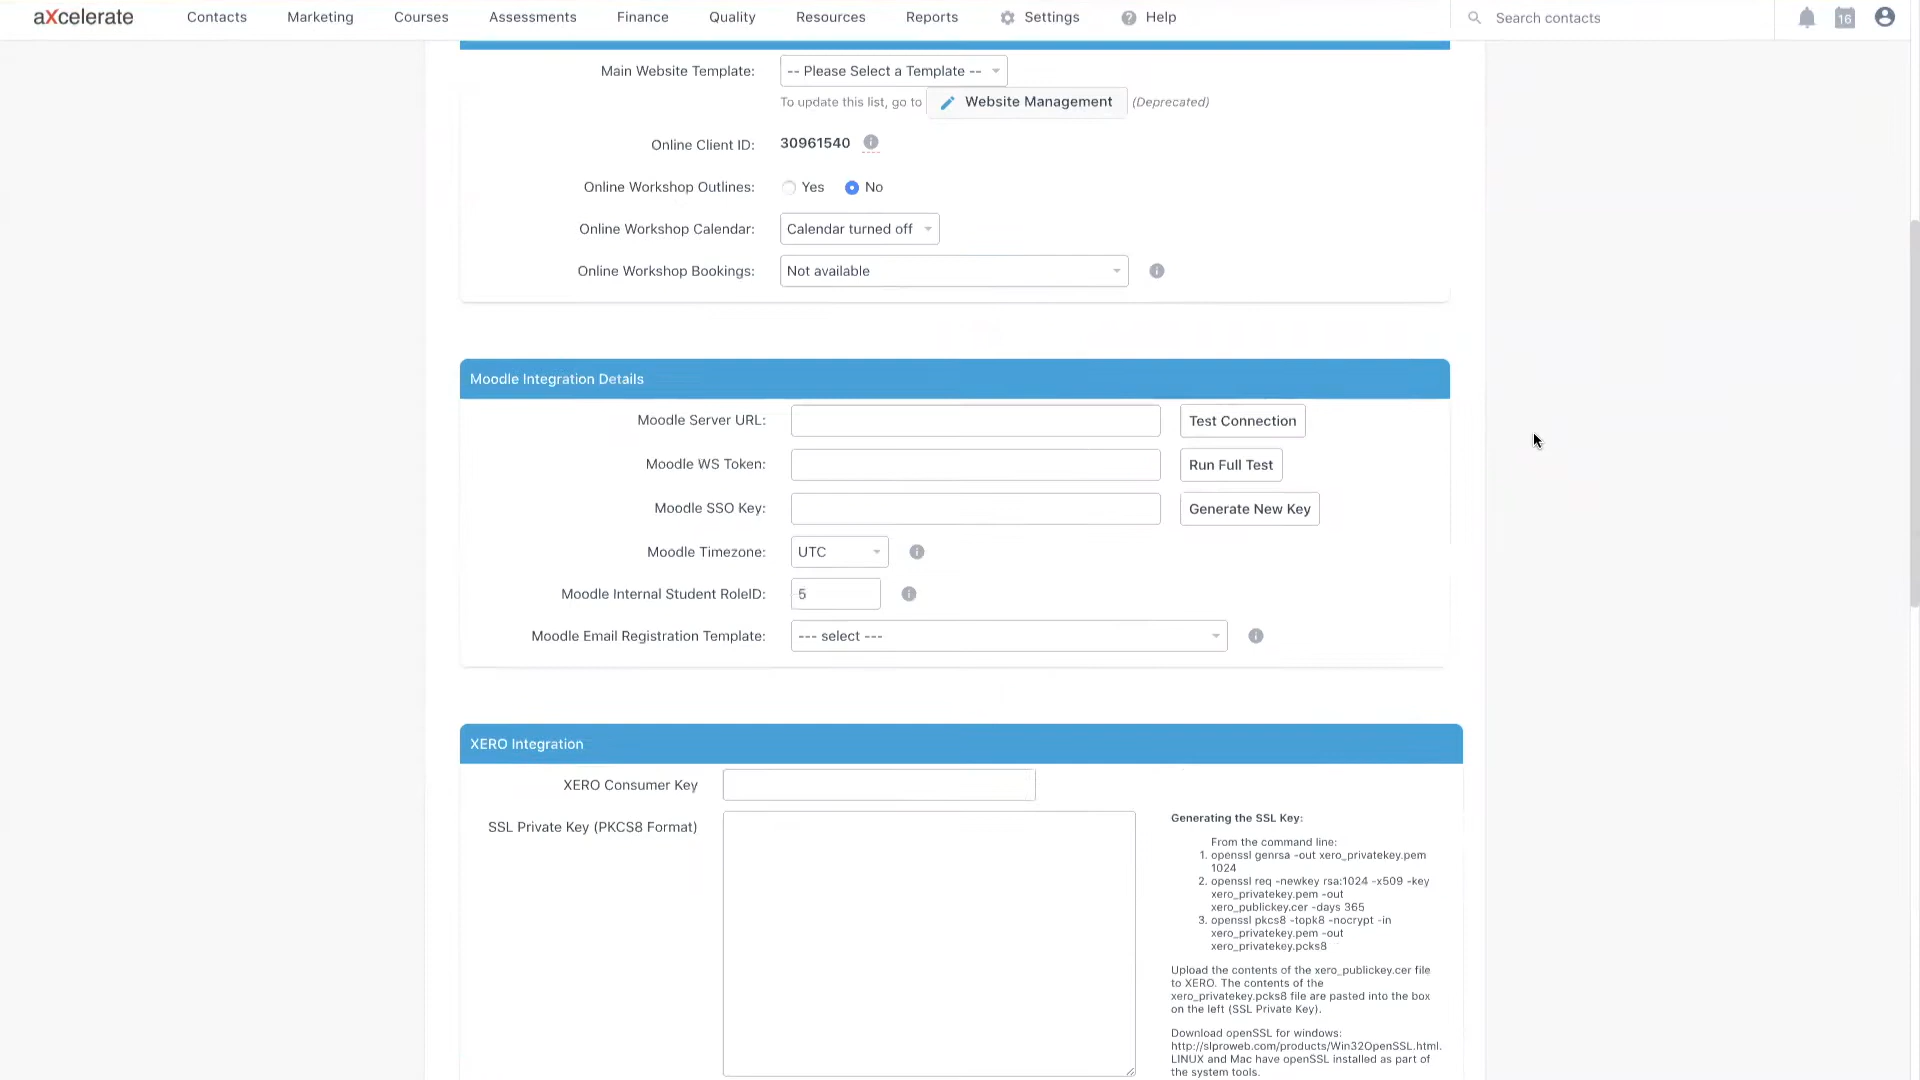 aXcelerate Contacts Marketing Courses Assessments Finance Quality Resources Reports Settings Help Search contacts 16
Main Website Template: -- Please Select a Template --
To update this list, go to Website Management (Deprecated)
Online Client ID: 30961540
Online Workshop Outlines: Yes No
Online Workshop Calendar: Calendar turned off
Online Workshop Bookings: Not available
Moodle Integration Details
Moodle Server URL: Test Connection
Moodle WS Token: Run Full Test
Moodle SSO Key: Generate New Key
Moodle Timezone: UTC
Moodle Internal Student RoleID: 5
Moodle Email Registration Template: --- select ---
XERO Integration
XERO Consumer Key
SSL Private Key (PKCS8 Format)
Generating the SSL Key:
From the command line:
1. openssl genrsa -out xero_privatekey.pem
1024
2. openssl req -newkey rsa:1024 -x509 -key
xero_privatekey.pem -out
xero_publickey.cer -days 365
3. openssl pkcs8 -topk8 -nocrypt -in
xero_privatekey.pem -out
xero_privatekey.pcks8
Upload the contents of the xero_publickey.cer file
to XERO. The contents of the
xero_privatekey.pcks8 file are pasted into the box
on the left (SSL Private Key).
Download openSSL for windows:
http://slproweb.com/products/Win32OpenSSL.html.
LINUX and Mac have openSSL installed as part of
the system tools.